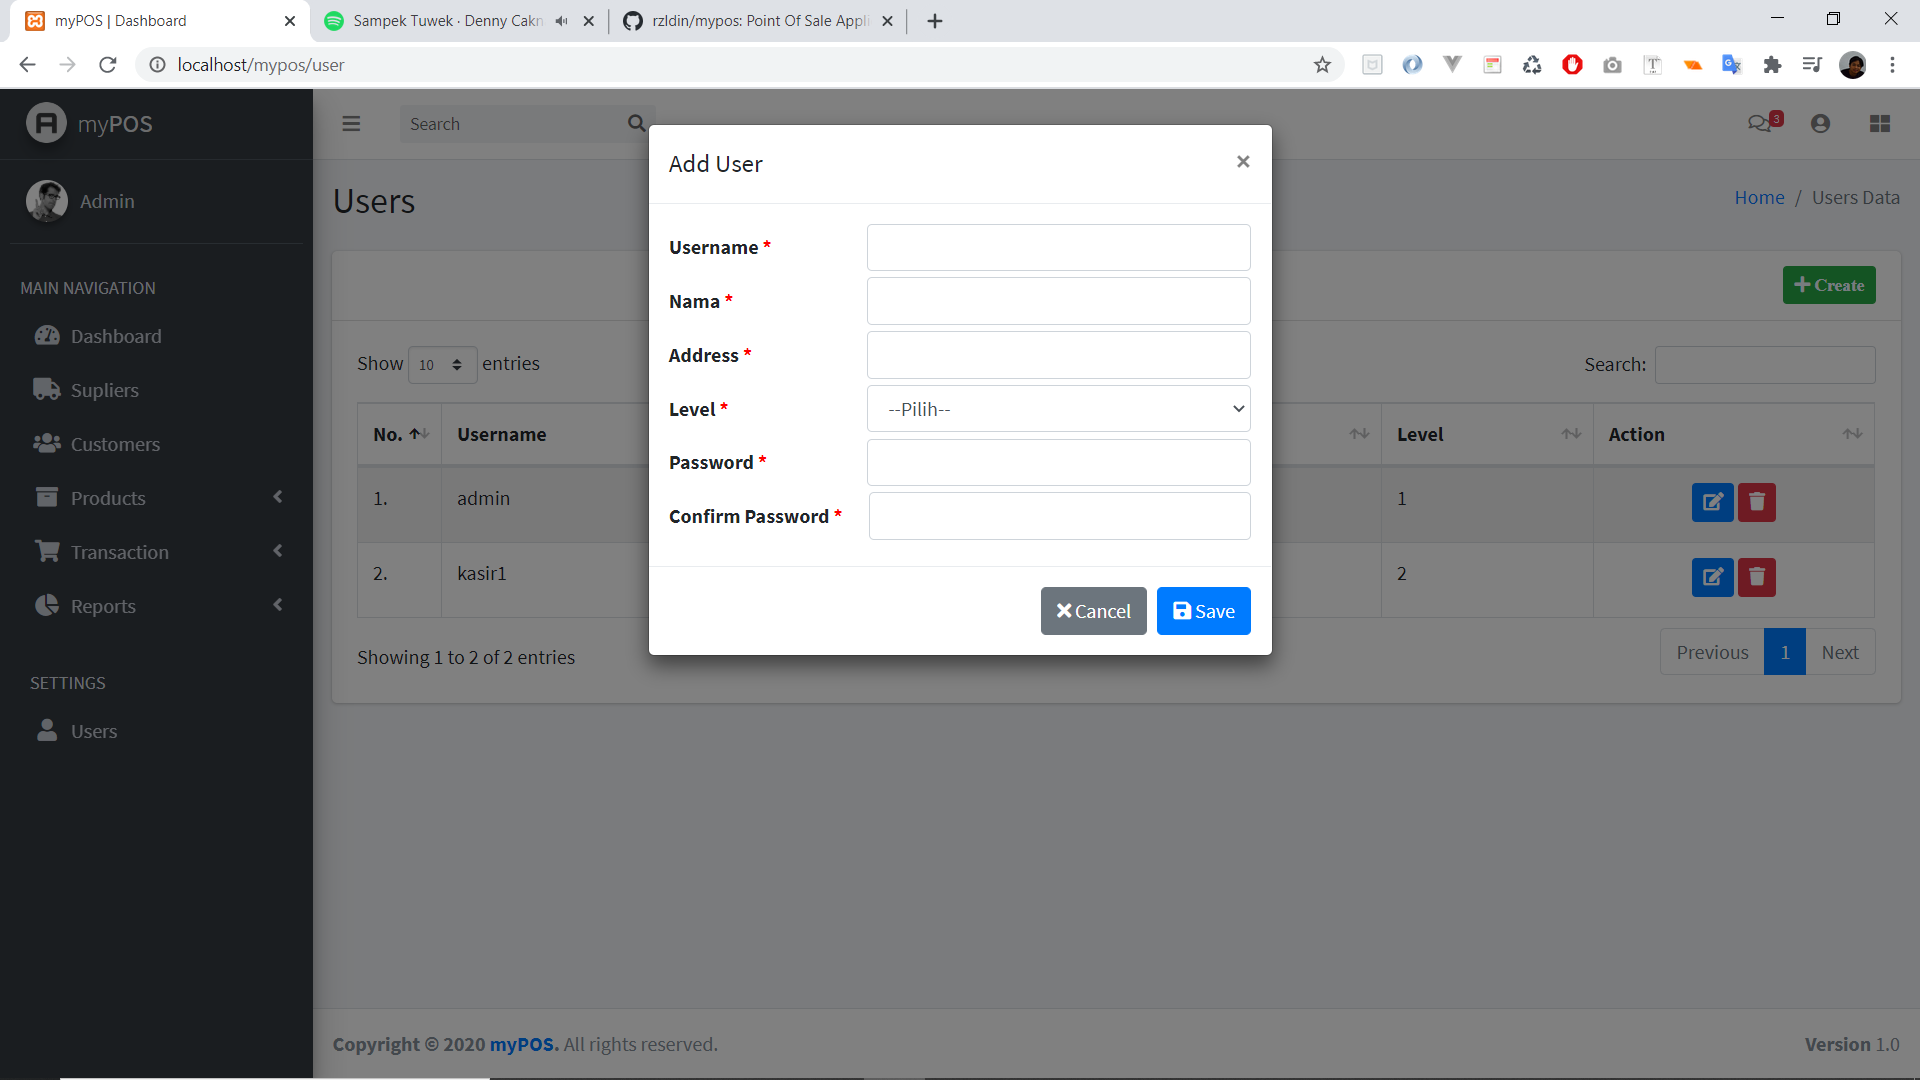 myPOS | Dashboard
Sampek Tuwek · Denny Cakn
rzldin/mypos: Point Of Sale Appli
localhost/mypos/user
myPOS
Search
3
Admin
Users
Home / Users Data
MAIN NAVIGATION
Dashboard
Supliers
Customers
Products
Transaction
Reports
SETTINGS
Users
Create
Show 10 entries
Search:
No.
Username
Level
Action
1.
admin
1
2.
kasir1
2
Showing 1 to 2 of 2 entries
Previous 1 Next
Add User
×
Username *
Nama *
Address *
Level *
--Pilih--
Password *
Confirm Password *
Cancel
Save
Copyright © 2020 myPOS. All rights reserved.
Version 1.0